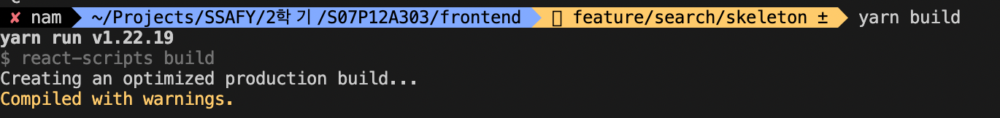 ✘ nam ~/Projects/SSAFY/2학 기 /S07P12A303/frontend feature/search/skeleton ± yarn build
yarn run v1.22.19
$ react-scripts build
Creating an optimized production build...
Compiled with warnings.